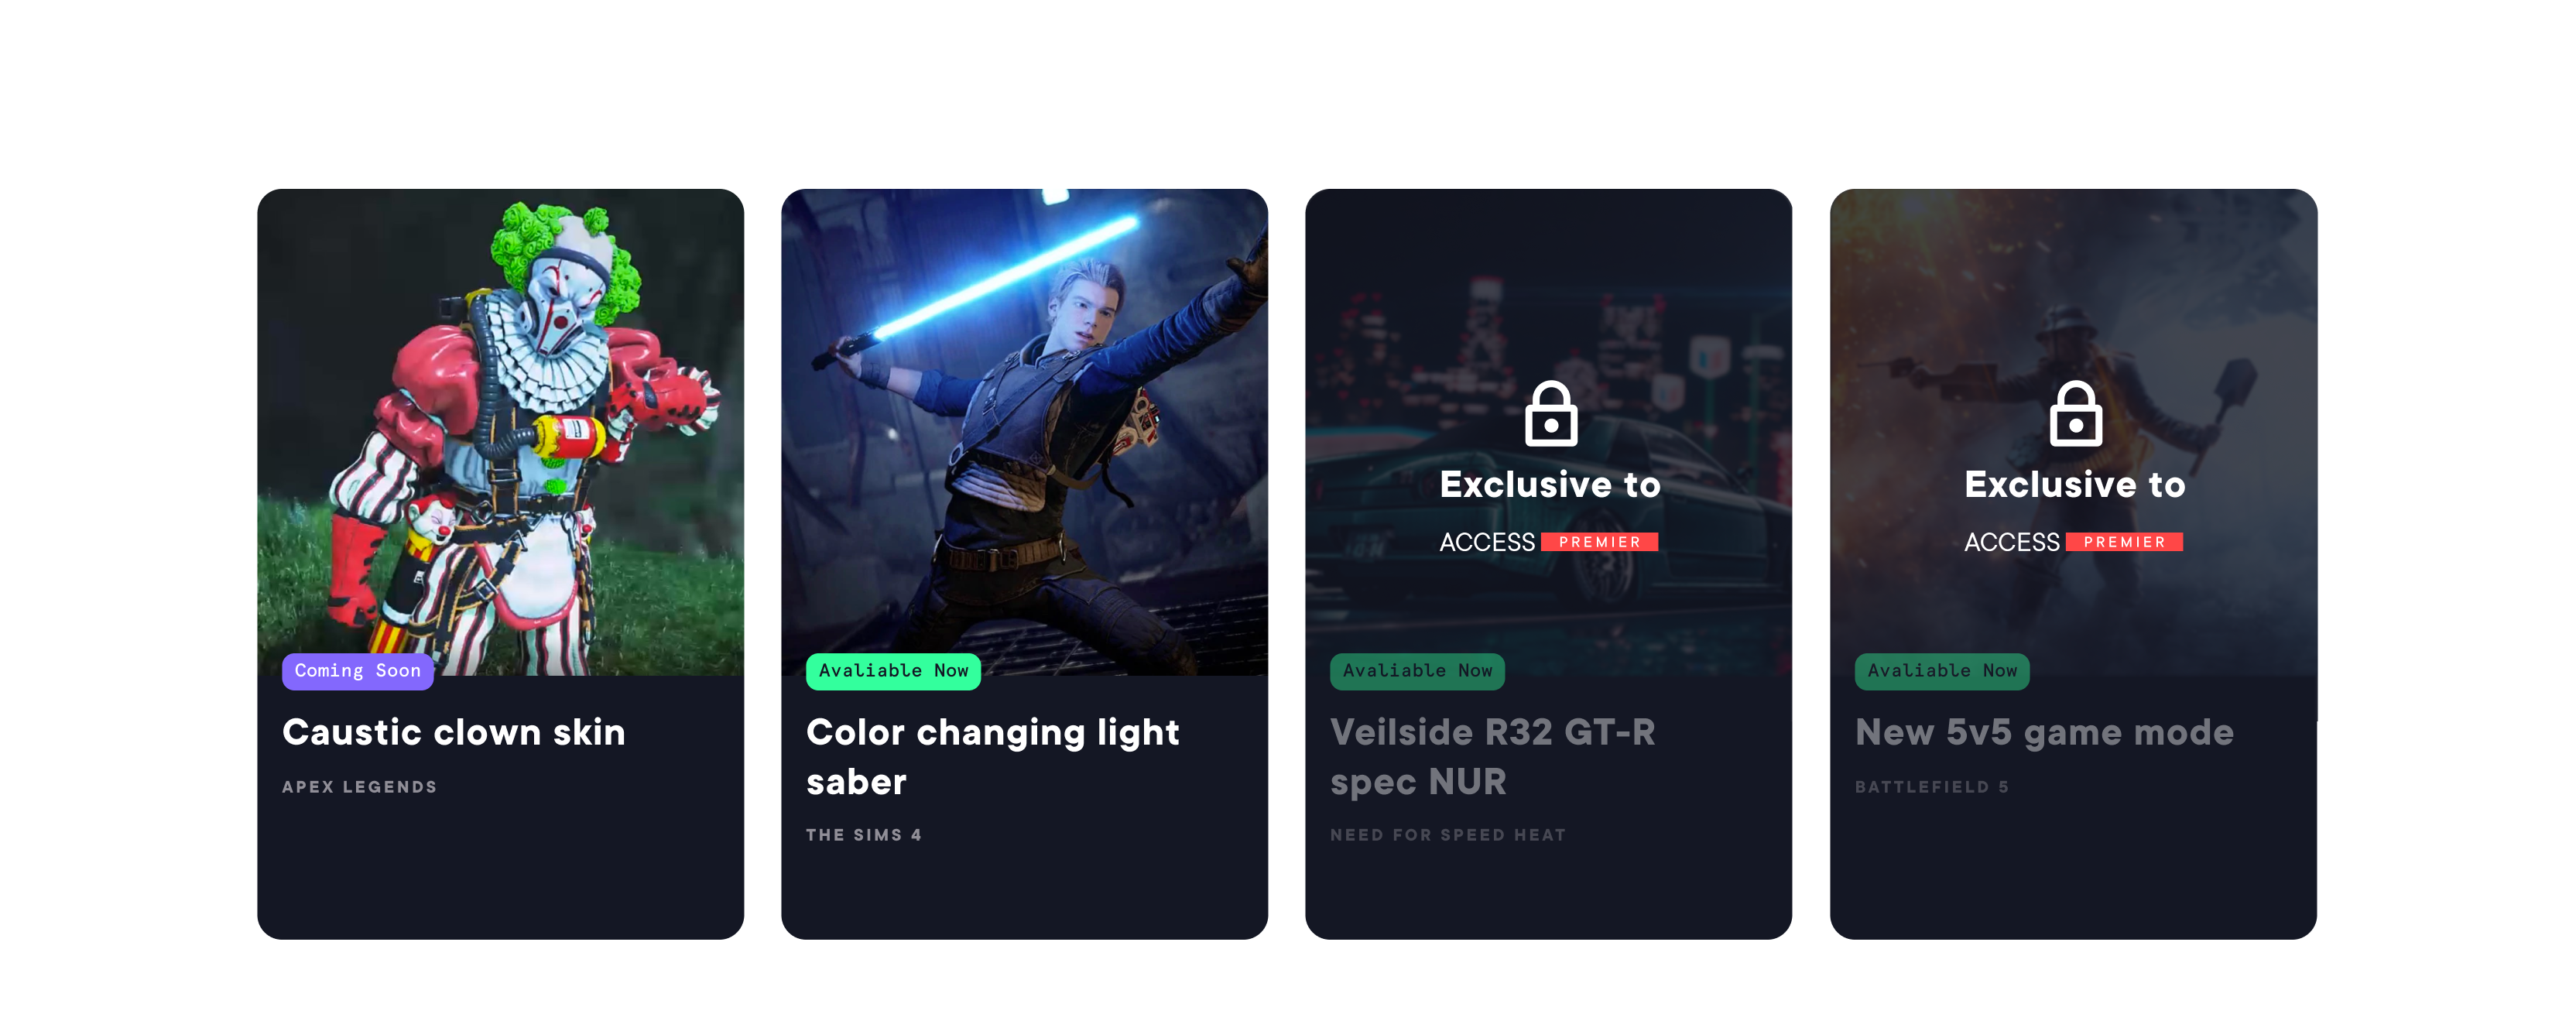 Coming Soon
Caustic clown skin
APEX LEGENDS
Avaliable Now
Color changing light
saber
THE SIMS 4
Exclusive to
ACCESS PREMIER
Avaliable Now
Veilside R32 GT-R
spec NUR
NEED FOR SPEED HEAT
Exclusive to
ACCESS PREMIER
Avaliable Now
New 5v5 game mode
BATTLEFIELD 5